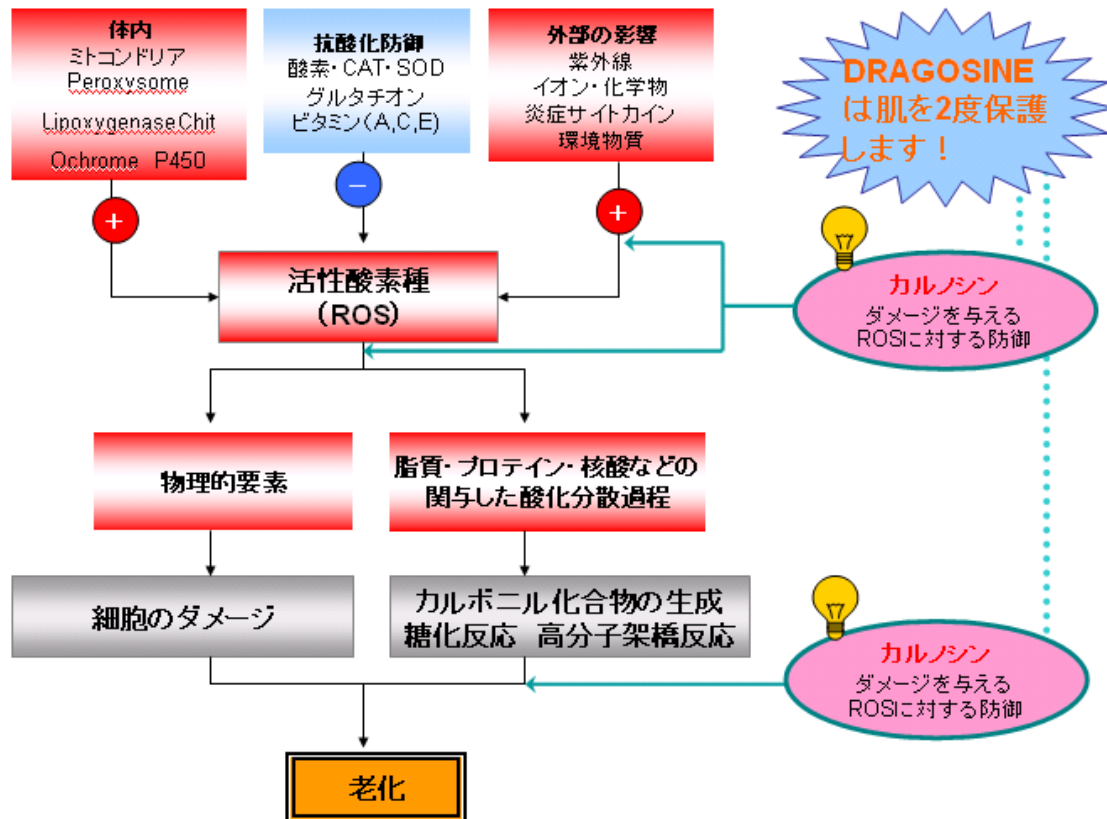 体内
ミトコンドリア
Peroxysome
LipoxygenaseChit
Ochrome P450
抗酸化防御
酸素・CAT・SOD
グルタチオン
ビタミン(A,C,E)
外部の影響
紫外線
イオン・化学物
炎症サイトカイン
環境物質
DRAGOSINE
は肌を2度保護
します！
+
−
+
活性酸素種
(ROS)
カルノシン
ダメージを与える
ROSに対する防御
物理的要素
脂質・プロテイン・核酸などの
関与した酸化分散過程
細胞のダメージ
カルボニル化合物の生成
糖化反応 高分子架橋反応
カルノシン
ダメージを与える
ROSに対する防御
老化